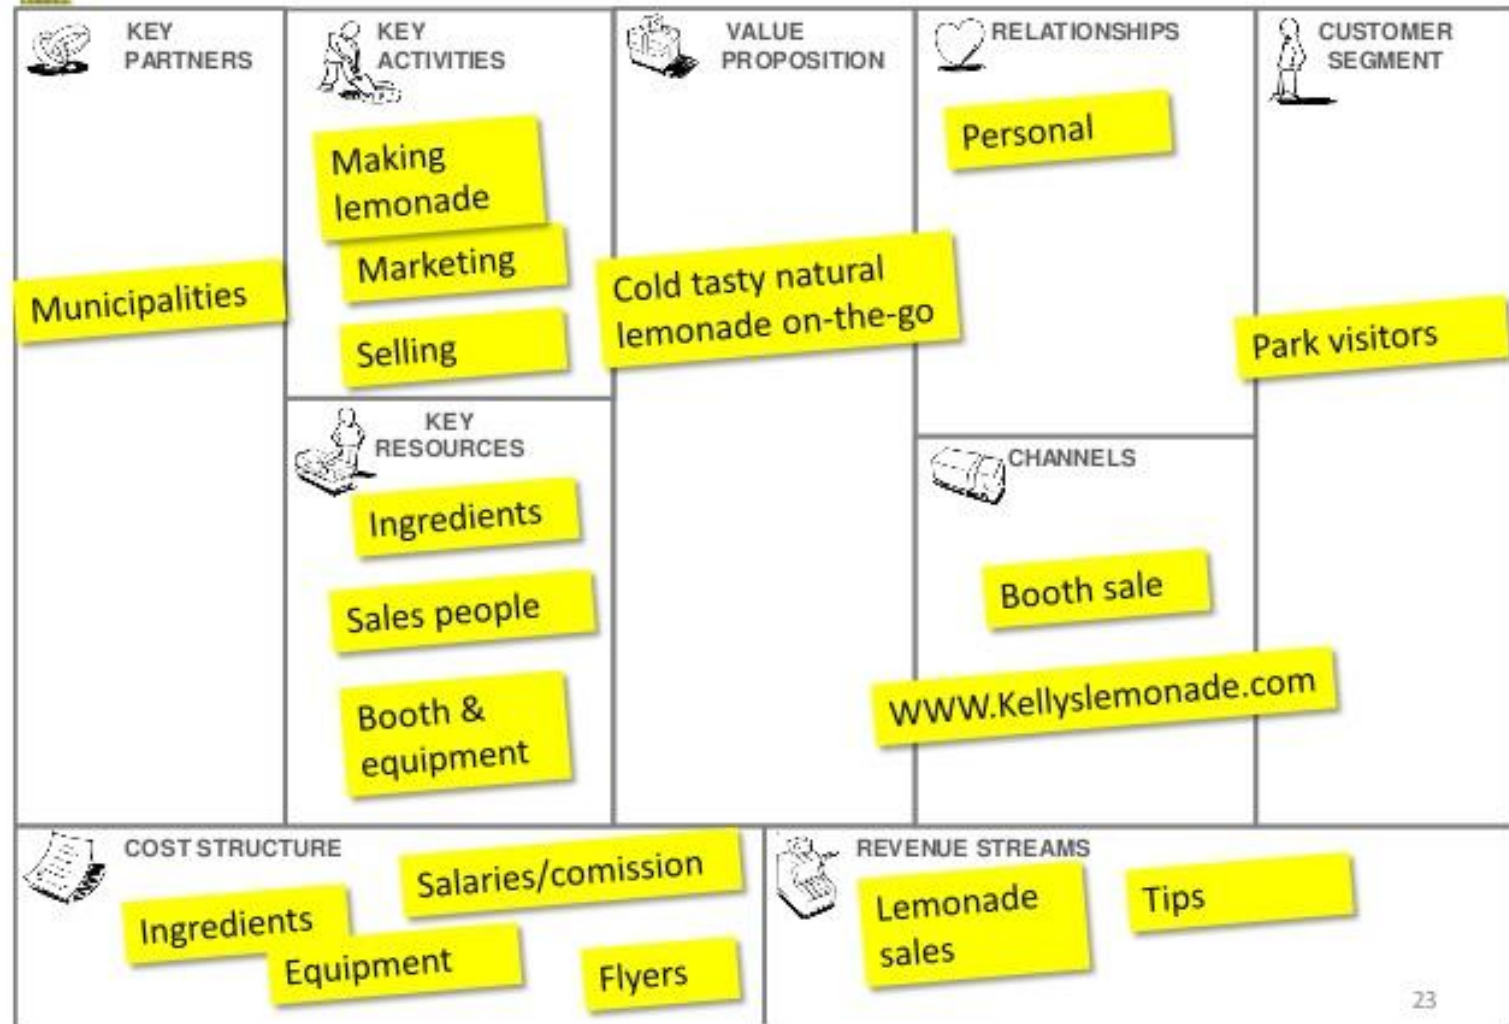 KEY
PARTNERS
Municipalities
KEY
ACTIVITIES
Making
lemonade
Marketing
Selling
KEY
RESOURCES
Ingredients
Sales people
Booth &
equipment
VALUE
PROPOSITION
Cold tasty natural
lemonade on-the-go
RELATIONSHIPS
Personal
CHANNELS
Booth sale
WWW.Kellyslemonade.com
CUSTOMER
SEGMENT
Park visitors
COST STRUCTURE
Salaries/comission
Ingredients
Equipment
Flyers
REVENUE STREAMS
Lemonade
sales
Tips
23